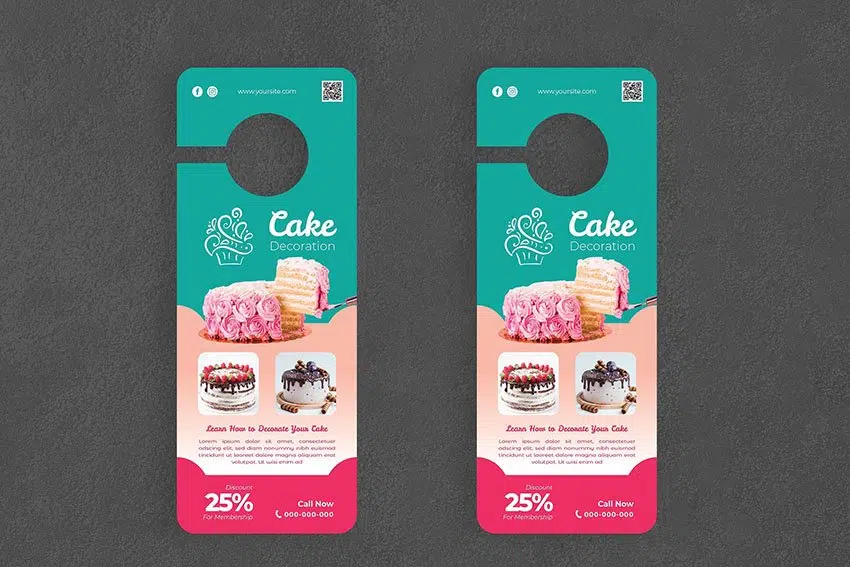 www.yoursite.com
Cake
Decoration
Learn How to Decorate Your Cake
Lorem ipsum dolor sit amet, consectetuer
adipiscing elit, sed diam nonummy nibh euismod
tincidunt ut laoreet dolore magna aliquam erat
volutpat. Ut wisi enim ad
Discount
25%
For Membership
Call Now
000-000-000
www.yoursite.com
Cake
Decoration
Learn How to Decorate Your Cake
Lorem ipsum dolor sit amet, consectetuer
adipiscing elit, sed diam nonummy nibh euismod
tincidunt ut laoreet dolore magna aliquam erat
volutpat. Ut wisi enim ad
Discount
25%
For Membership
Call Now
000-000-000